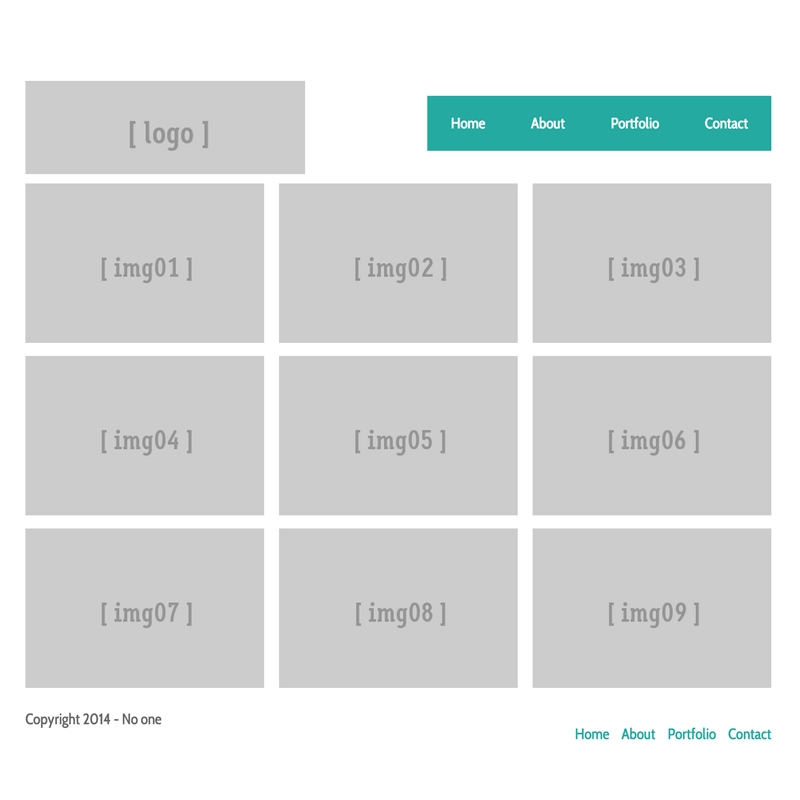 [ logo ]
Home About Portfolio Contact
[ img01 ] [ img02 ] [ img03 ]
[ img04 ] [ img05 ] [ img06 ]
[ img07 ] [ img08 ] [ img09 ]
Copyright 2014 - No one
Home About Portfolio Contact